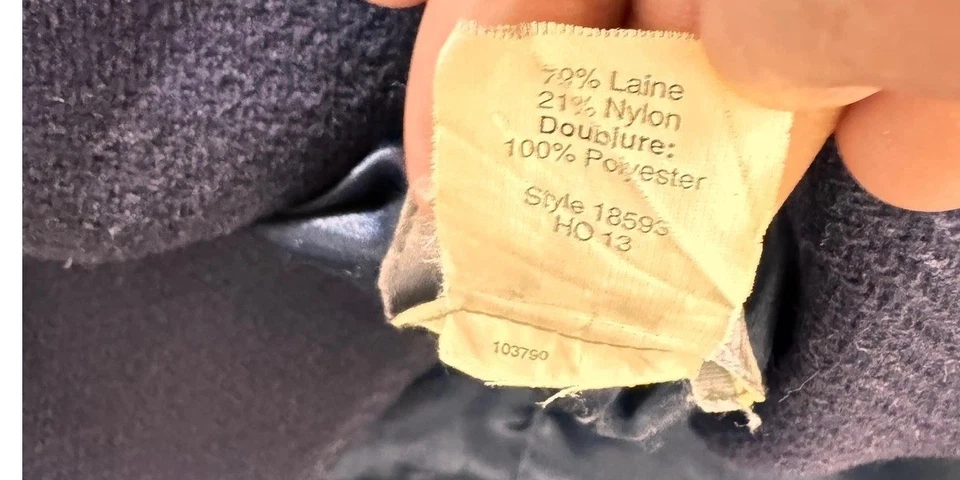 79% Laine
21% Nylon
Doublure:
100% Polyester
Style 18593
HO 13
103790